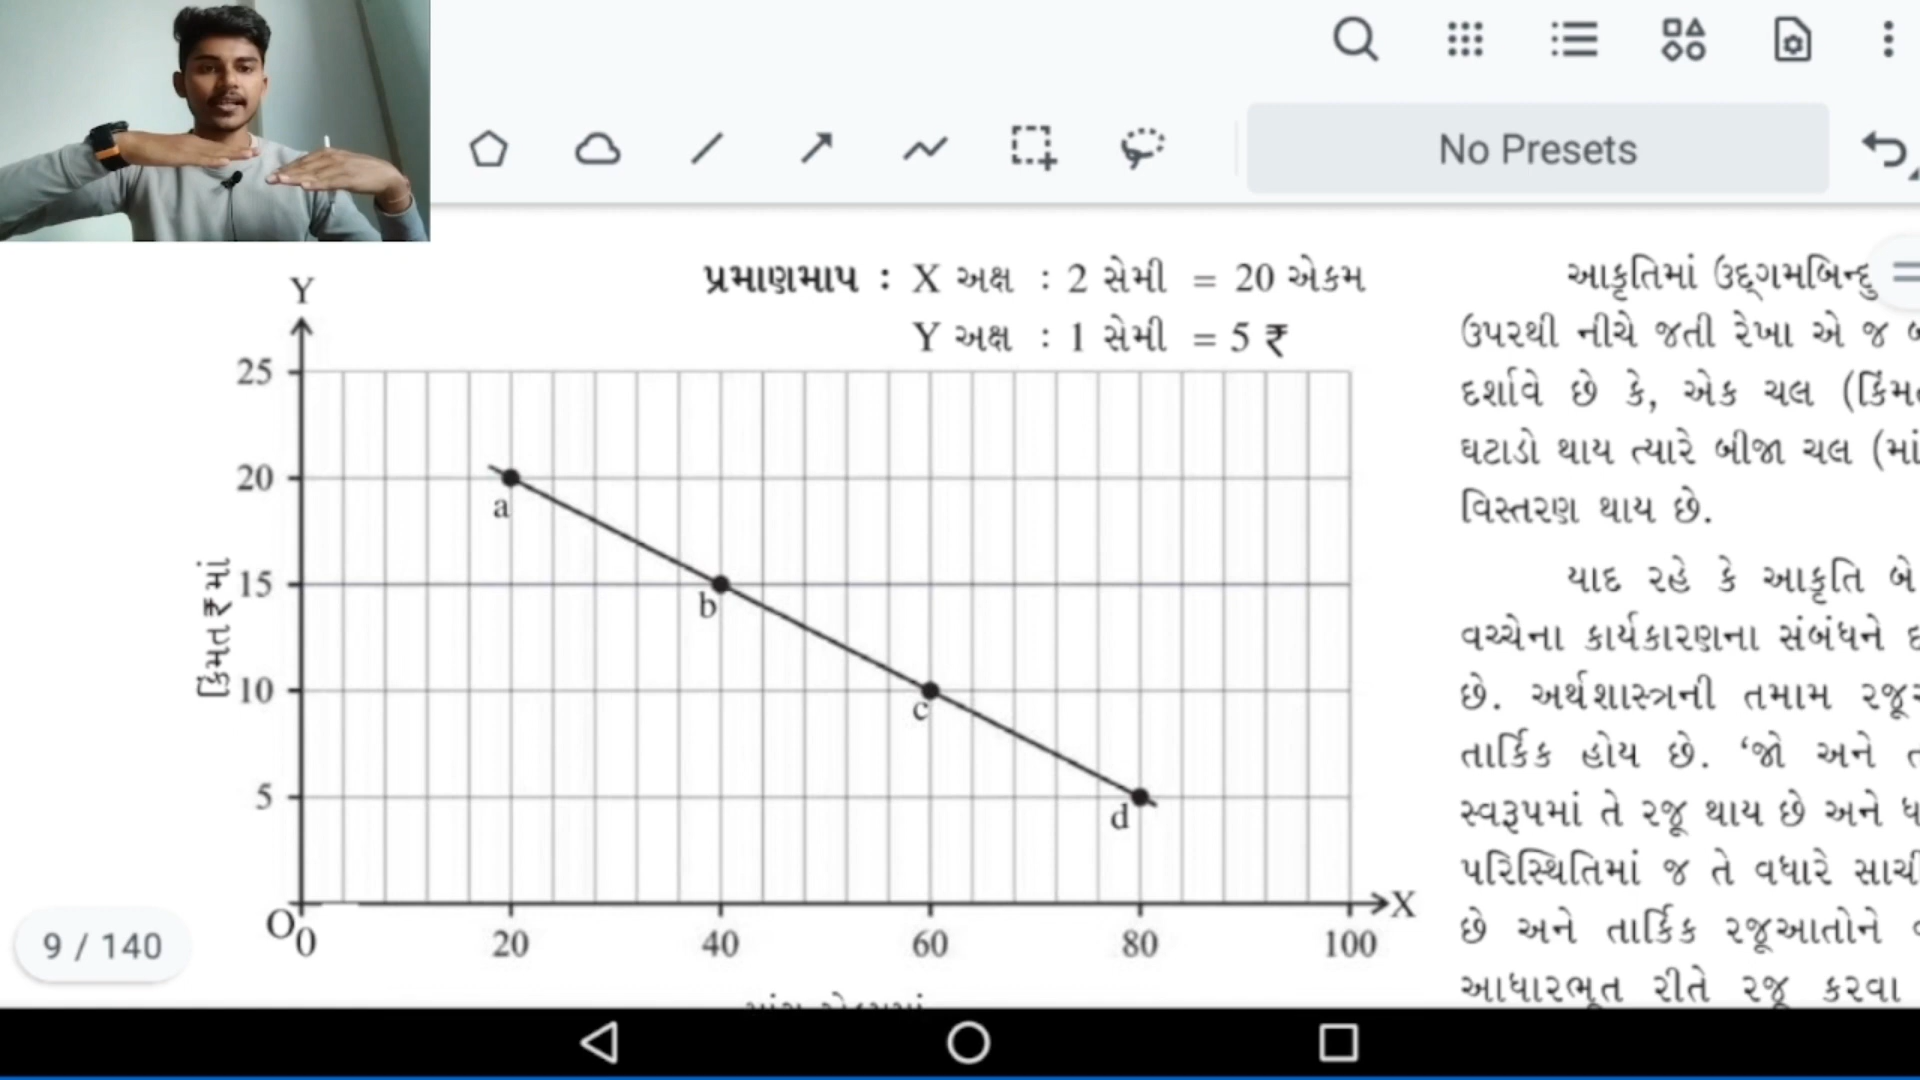 No Presets
પ્રમાણમાપ : X અક્ષ : 2 સેમી = 20 એકમ
Y અક્ષ : 1 સેમી = 5 ₹
Y
25
20
15
10
5
કિંમત ₹ માં
a
b
c
d
O
0
20
40
60
80
100
X
9 / 140
આકૃતિમાં ઉદ્ગમબિન્દુ
ઉપરથી નીચે જતી રેખા એ જ
દર્શાવે છે કે, એક ચલ
ઘટાડો થાય ત્યારે બીજા ચલ
વિસ્તરણ થાય છે.
યાદ રહે કે આકૃતિ બે
વચ્ચેના કાર્યકારણના સંબંધને
છે. અર્થશાસ્ત્રની તમામ
તાર્કિક હોય છે. ‘જો અને
સ્વરૂપમાં તે રજૂ થાય છે અને
પરિસ્થિતિમાં જ તે વધારે
છે અને તાર્કિક રજૂઆતોને
આધારભૂત રીતે રજૂ કરવા